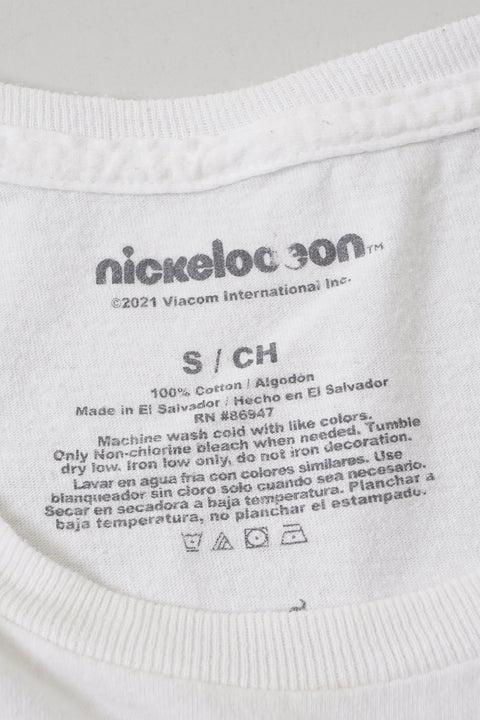 nickelodeon™
©2021 Viacom International Inc.
S / CH
100% Cotton / Algodón
Made in El Salvador / Hecho en El Salvador
RN #86947
Machine wash cold with like colors.
Only Non-chlorine bleach when needed. Tumble
dry low. Iron low only, do not iron decoration.
Lavar en agua fria con colores similares. Use
blanqueador sin cloro solo cuando sea necesario.
Secar en secadora a baja temperatura. Planchar a
baja temperatura, no planchar el estampado.